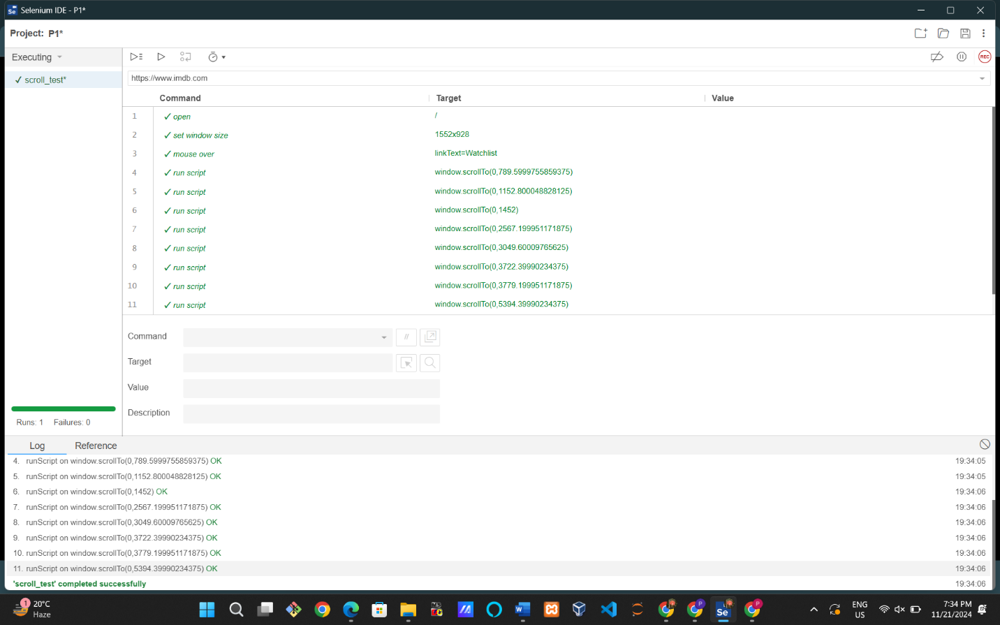 Selenium IDE - P1*
Project: P1*
Executing
https://www.imdb.com
✓ scroll_test*
Command Target Value
1 ✓ open /
2 ✓ set window size 1552x928
3 ✓ mouse over linkText=Watchlist
4 ✓ run script window.scrollTo(0,789.5999755859375)
5 ✓ run script window.scrollTo(0,1152.800048828125)
6 ✓ run script window.scrollTo(0,1452)
7 ✓ run script window.scrollTo(0,2567.199951171875)
8 ✓ run script window.scrollTo(0,3049.60009765625)
9 ✓ run script window.scrollTo(0,3722.39990234375)
10 ✓ run script window.scrollTo(0,3779.199951171875)
11 ✓ run script window.scrollTo(0,5394.39990234375)
Command //
Target
Value
Description
Runs: 1 Failures: 0
Log Reference
4. runScript on window.scrollTo(0,789.5999755859375) OK 19:34:05
5. runScript on window.scrollTo(0,1152.800048828125) OK 19:34:05
6. runScript on window.scrollTo(0,1452) OK 19:34:06
7. runScript on window.scrollTo(0,2567.199951171875) OK 19:34:06
8. runScript on window.scrollTo(0,3049.60009765625) OK 19:34:06
9. runScript on window.scrollTo(0,3722.39990234375) OK 19:34:06
10. runScript on window.scrollTo(0,3779.199951171875) OK 19:34:06
11. runScript on window.scrollTo(0,5394.39990234375) OK 19:34:06
'scroll_test' completed successfully 19:34:06
1 20°C
Haze
ENG
US
7:34 PM
11/21/2024